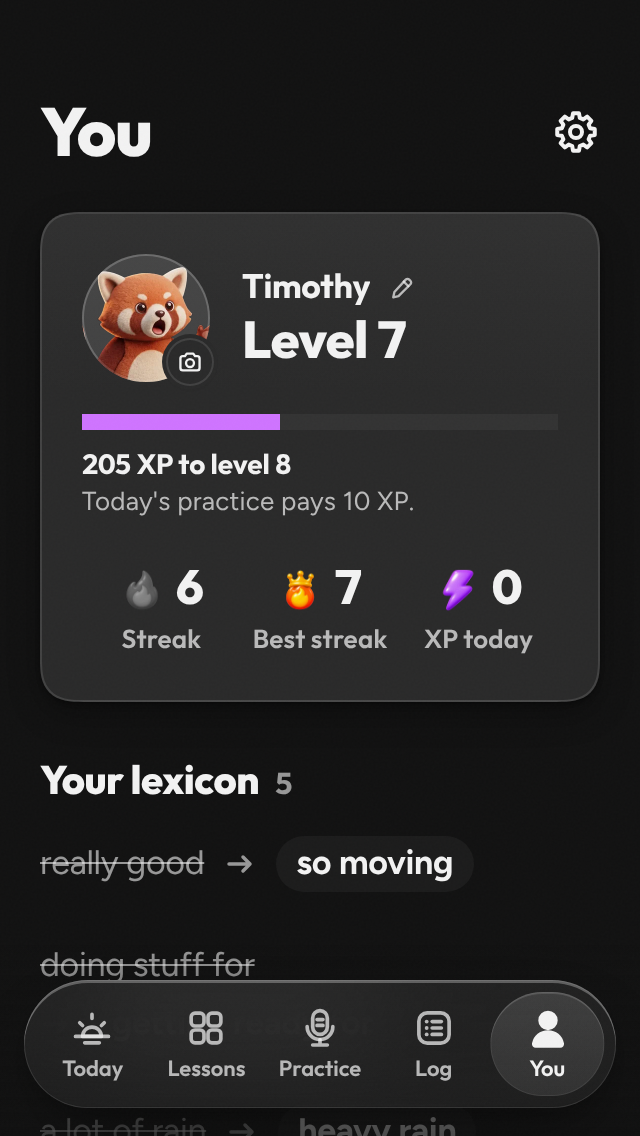 You
Timothy
Level 7
205 XP to level 8
Today's practice pays 10 XP.
6
7
0
Streak
Best streak
XP today
Your lexicon 5
really good → so moving
doing stuff for
Today
Lessons
Practice
Log
You
a lot of rain → heavy rain